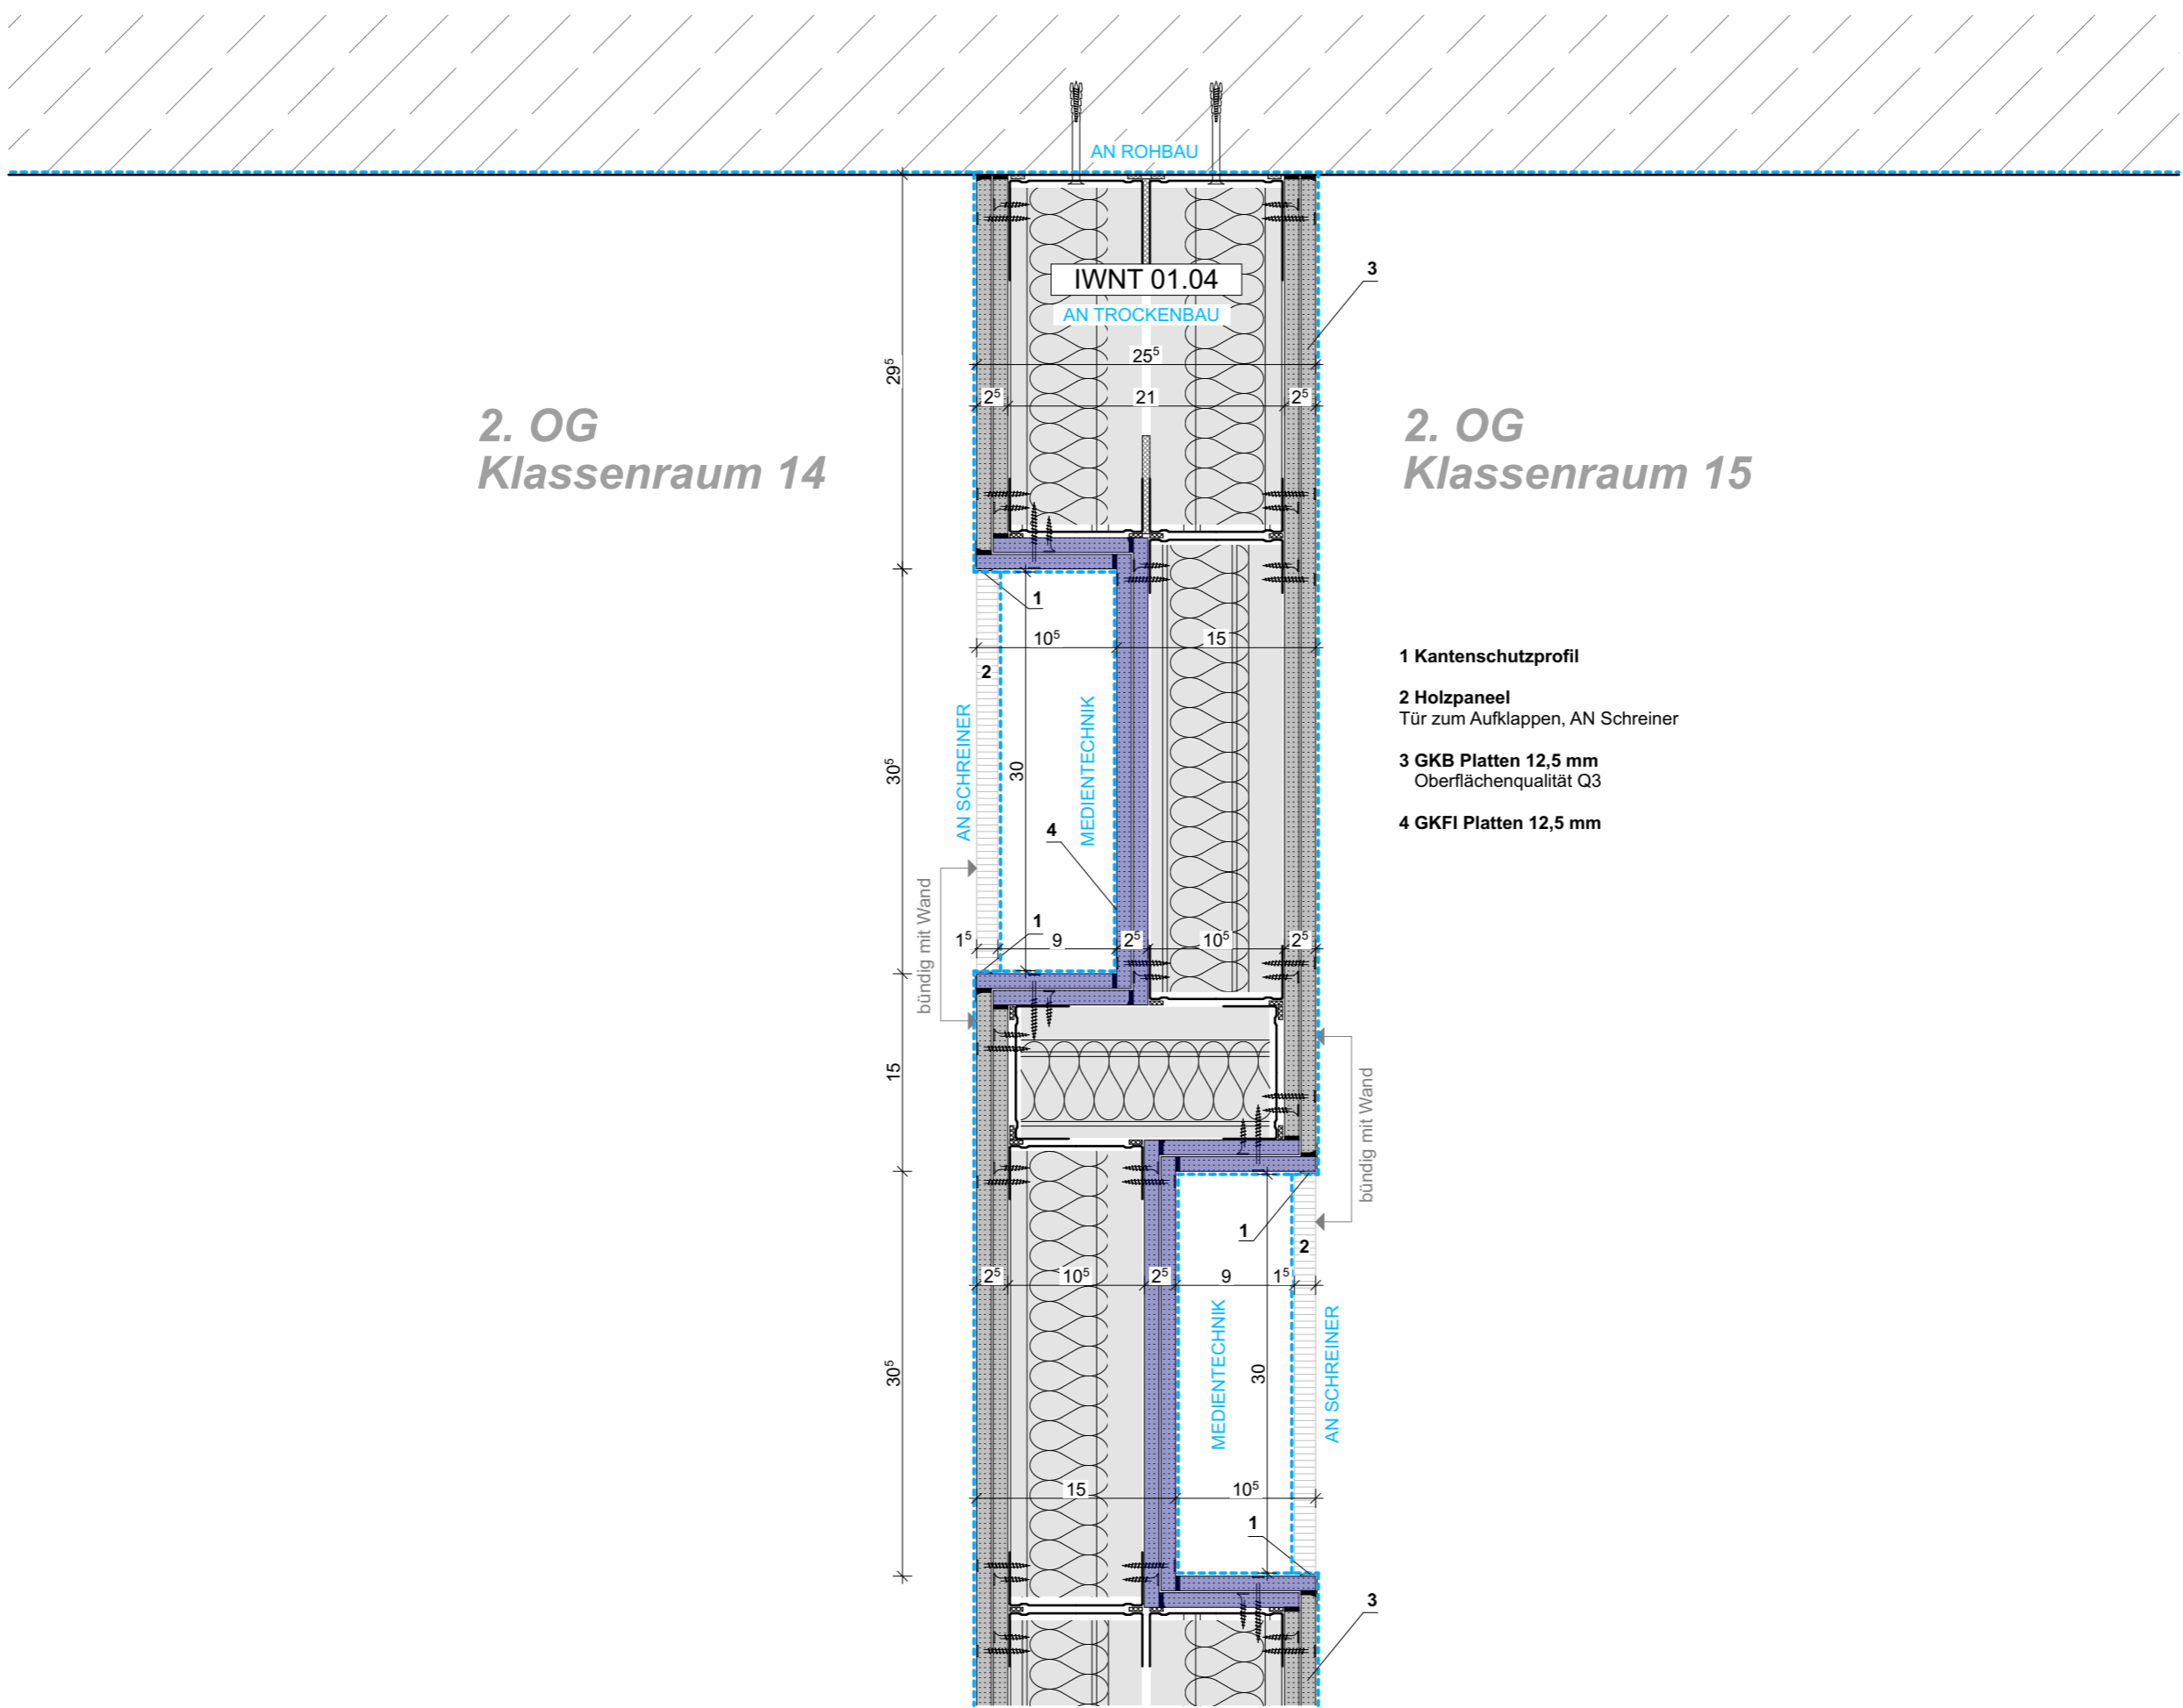 AN ROHBAU
IWNT 01.04
AN TROCKENBAU
3
25⁵
2⁵ 21 2⁵
29⁵
2. OG
Klassenraum 14
2. OG
Klassenraum 15
1
10⁵ 15
2
AN SCHREINER
MEDIENTECHNIK
30⁵
30
4
1 Kantenschutzprofil
2 Holzpaneel
Tür zum Aufklappen, AN Schreiner
3 GKB Platten 12,5 mm
Oberflächenqualität Q3
4 GKFI Platten 12,5 mm
bündig mit Wand
1
1⁵ 9 2⁵ 10⁵ 2⁵
15
bündig mit Wand
1
2
2⁵ 10⁵ 2⁵ 9 1⁵
MEDIENTECHNIK
AN SCHREINER
30⁵
30
15 10⁵
1
3